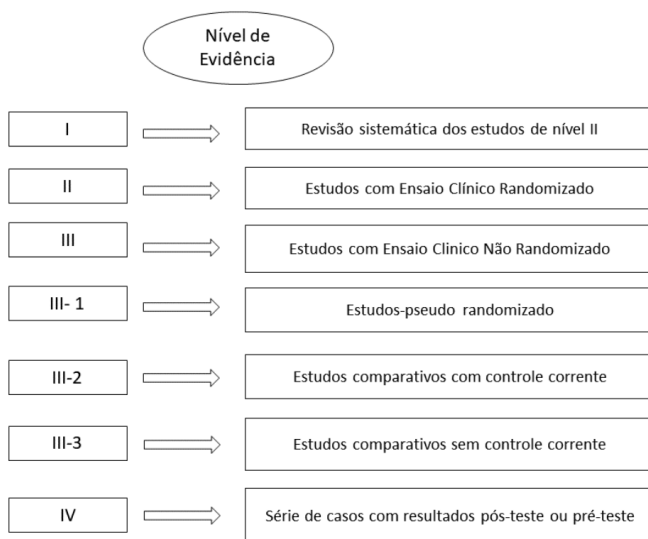 Nível de
Evidência
I
Revisão sistemática dos estudos de nível II
II
Estudos com Ensaio Clínico Randomizado
III
Estudos com Ensaio Clinico Não Randomizado
III- 1
Estudos-pseudo randomizado
III-2
Estudos comparativos com controle corrente
III-3
Estudos comparativos sem controle corrente
IV
Série de casos com resultados pós-teste ou pré-teste